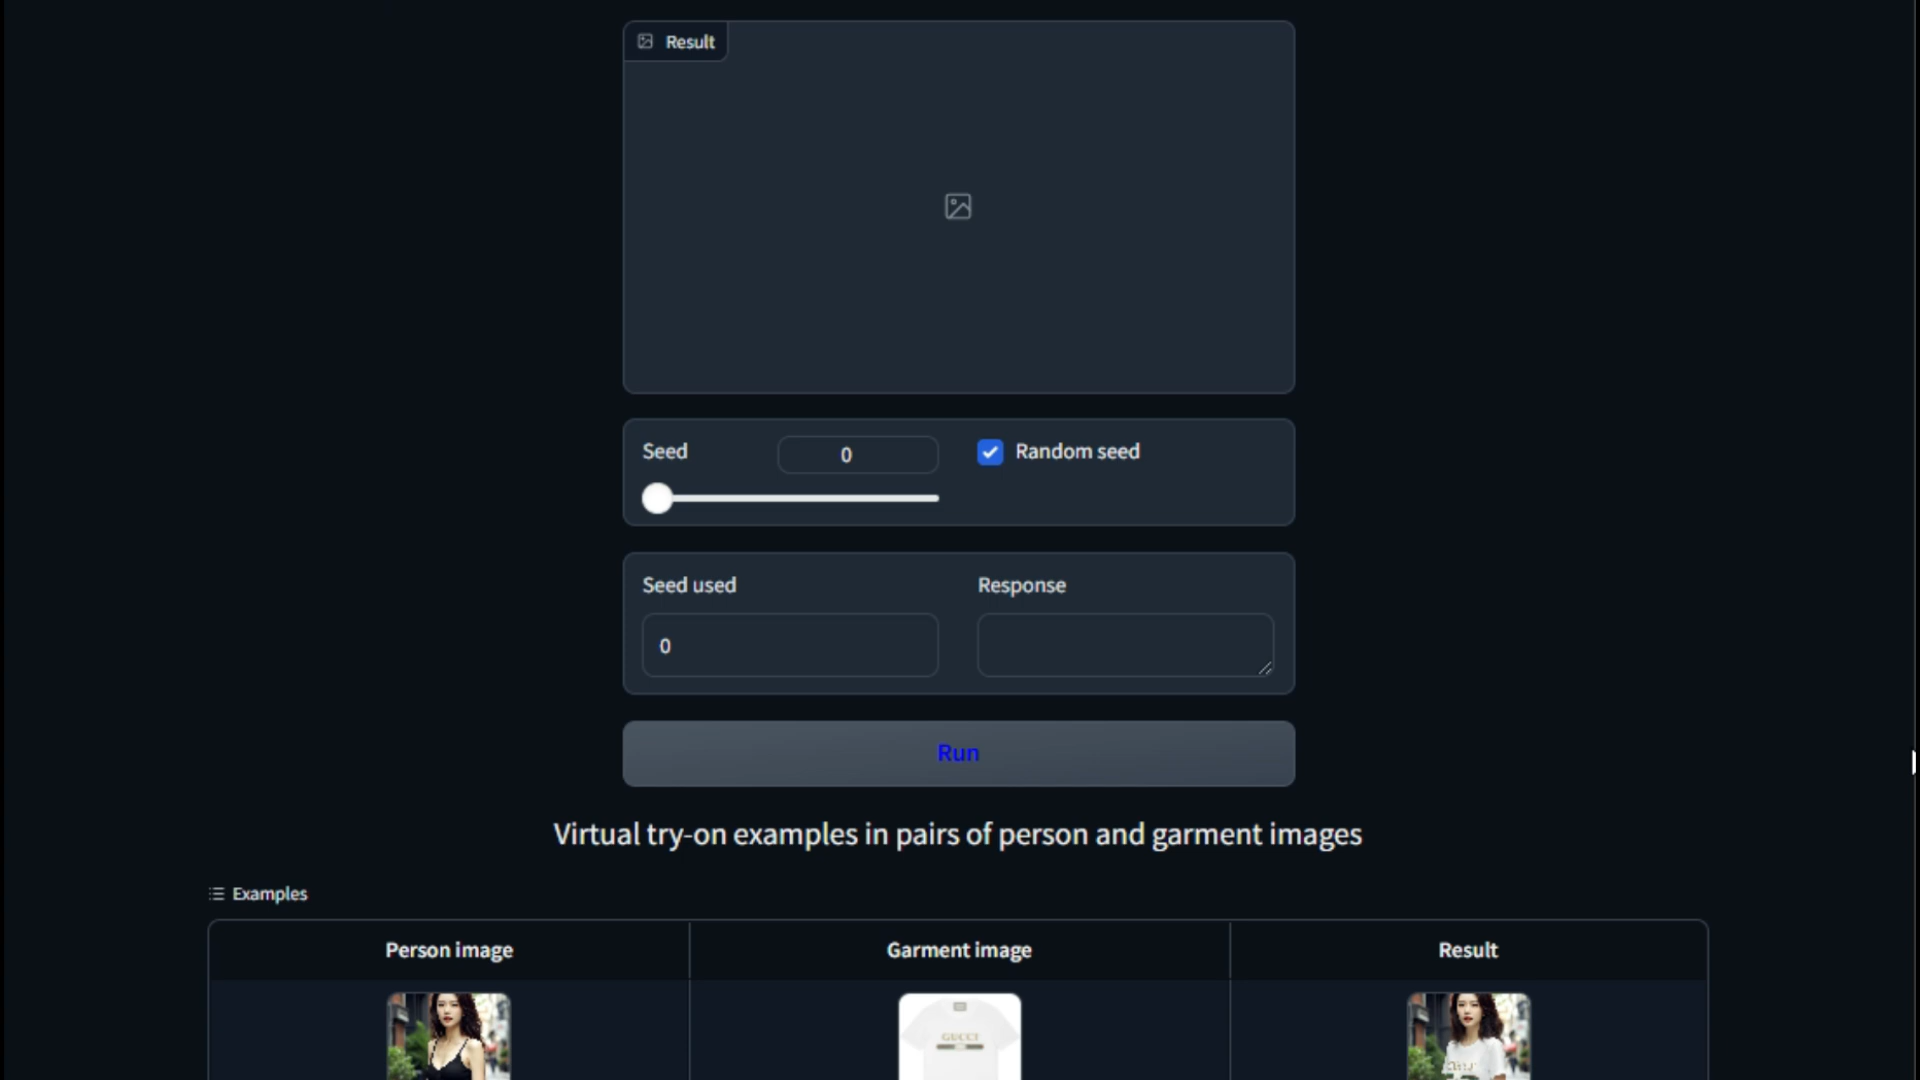 Result
Seed
0
Random seed
Seed used
Response
0
Run
Virtual try-on examples in pairs of person and garment images
Examples
Person image
Garment image
Result
GUCCI